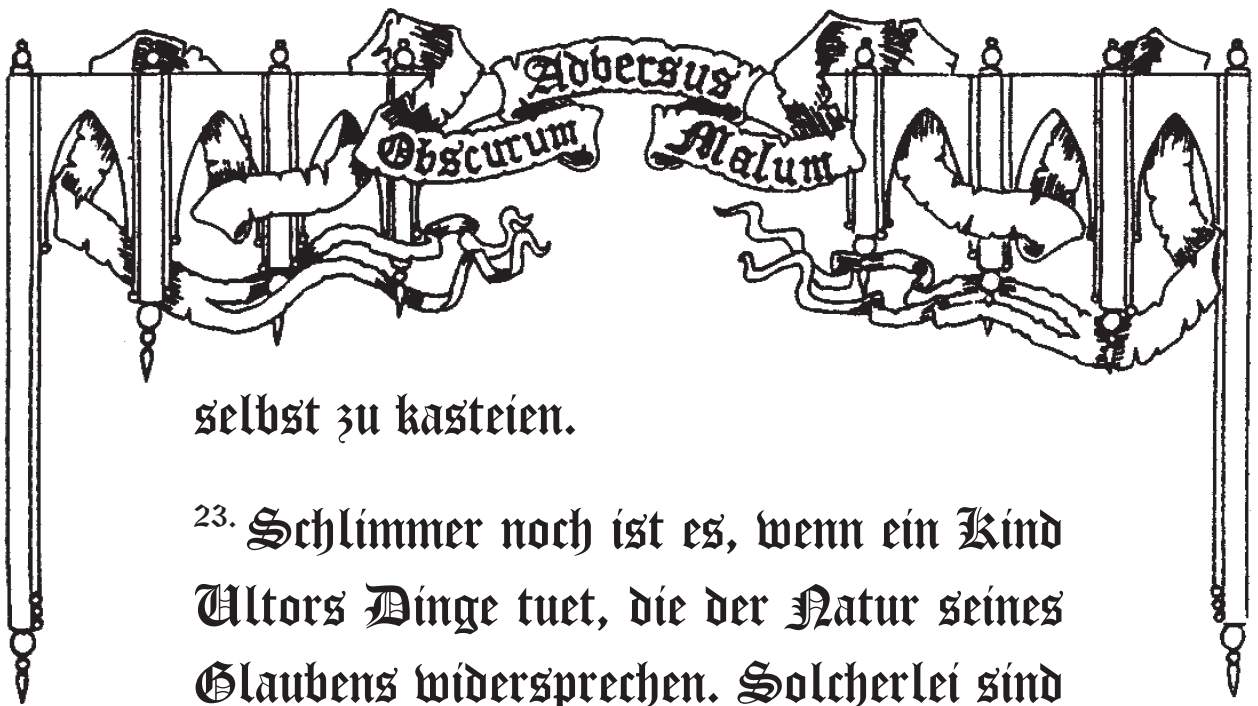 Adversus
Obscurum Malum
selbst zu kasteien.
23. Schlimmer noch ist es, wenn ein Kind
Ultors Dinge tuet, die der Natur seines
Glaubens widersprechen. Solcherlei sind